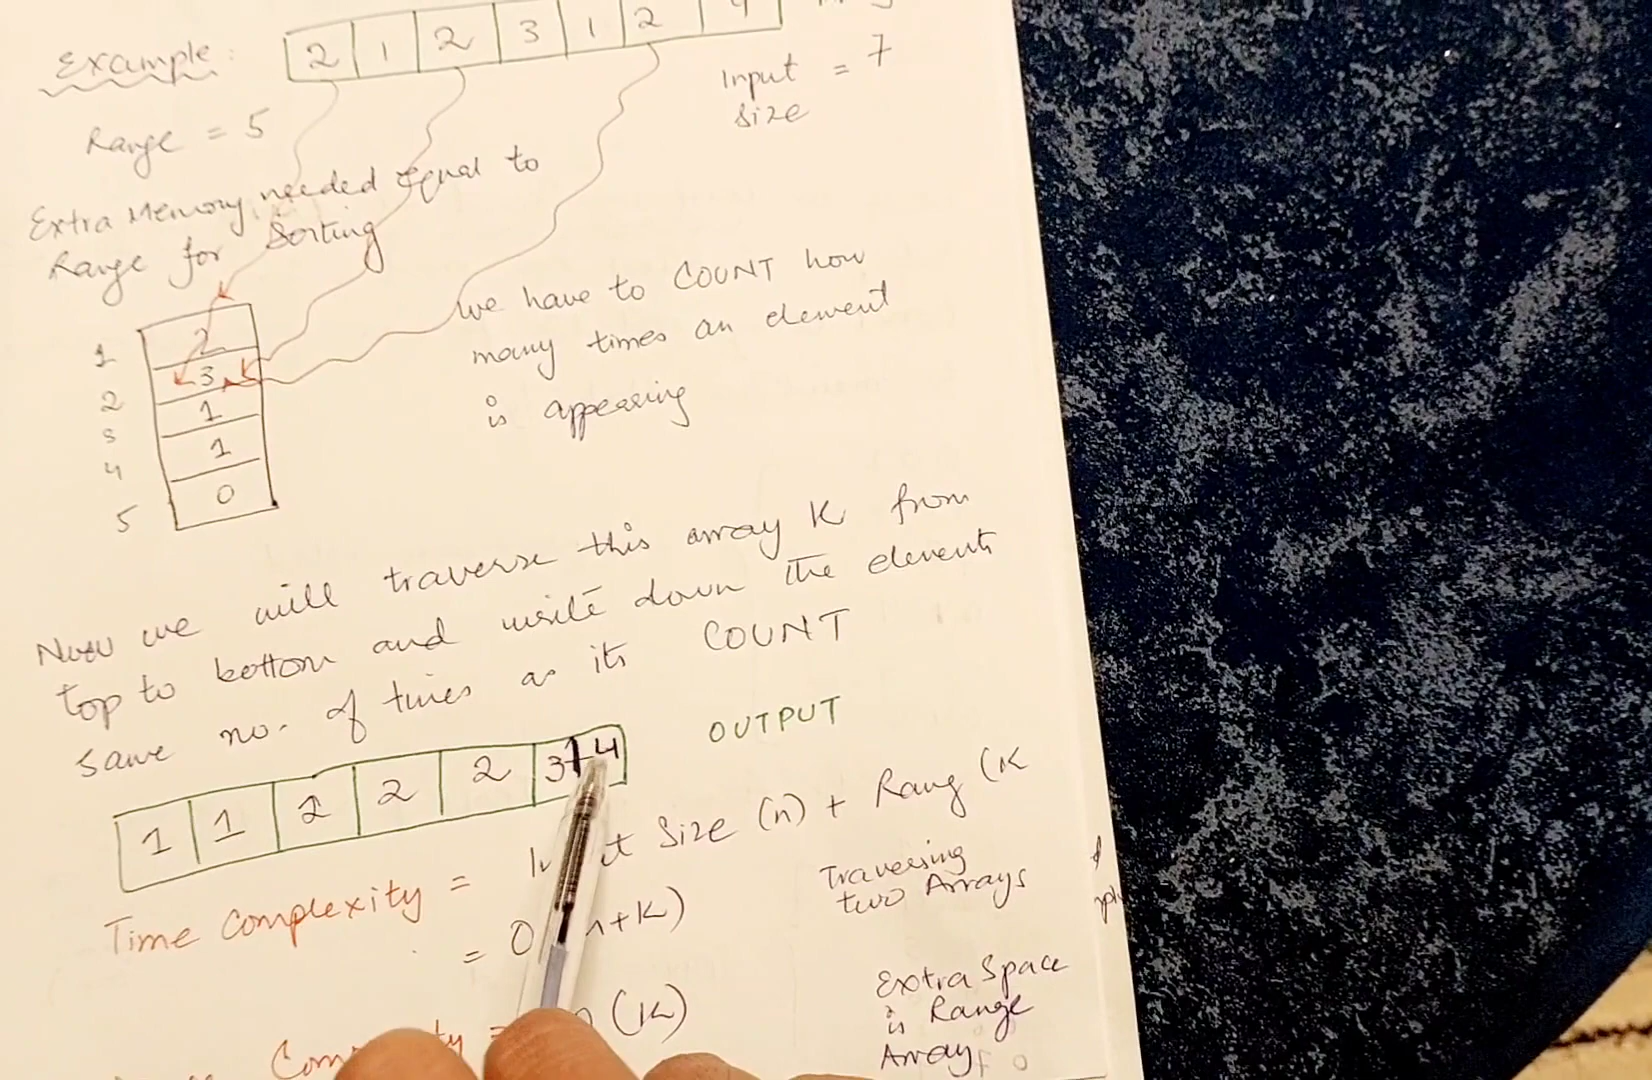 Example:
2 1 2 3 1 2 4
Input = 7
Size
Range = 5
Extra Memory needed equal to
Range for Sorting
we have to COUNT how
many times an element
is appearing
1 2
2 3
3 1
4 1
5 0
Now we will traverse this array K from
top to bottom and write down the elements
same no. of times as its COUNT
1 1 2 2 2 3 4
OUTPUT
Time Complexity = Size (n) + Rang (K
= O n+K)
Traversing
two Arrays
(K)
Extra Space
is Range
Array